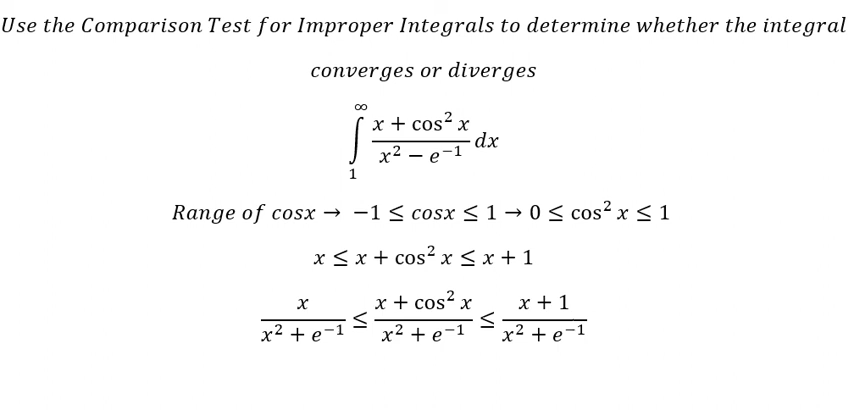 Use the Comparison Test for Improper Integrals to determine whether the integral
converges or diverges
∫₁^∞ (x + cos² x)/(x² − e⁻¹) dx
Range of cosx → −1 ≤ cosx ≤ 1 → 0 ≤ cos² x ≤ 1
x ≤ x + cos² x ≤ x + 1
x/(x² + e⁻¹) ≤ (x + cos² x)/(x² + e⁻¹) ≤ (x + 1)/(x² + e⁻¹)